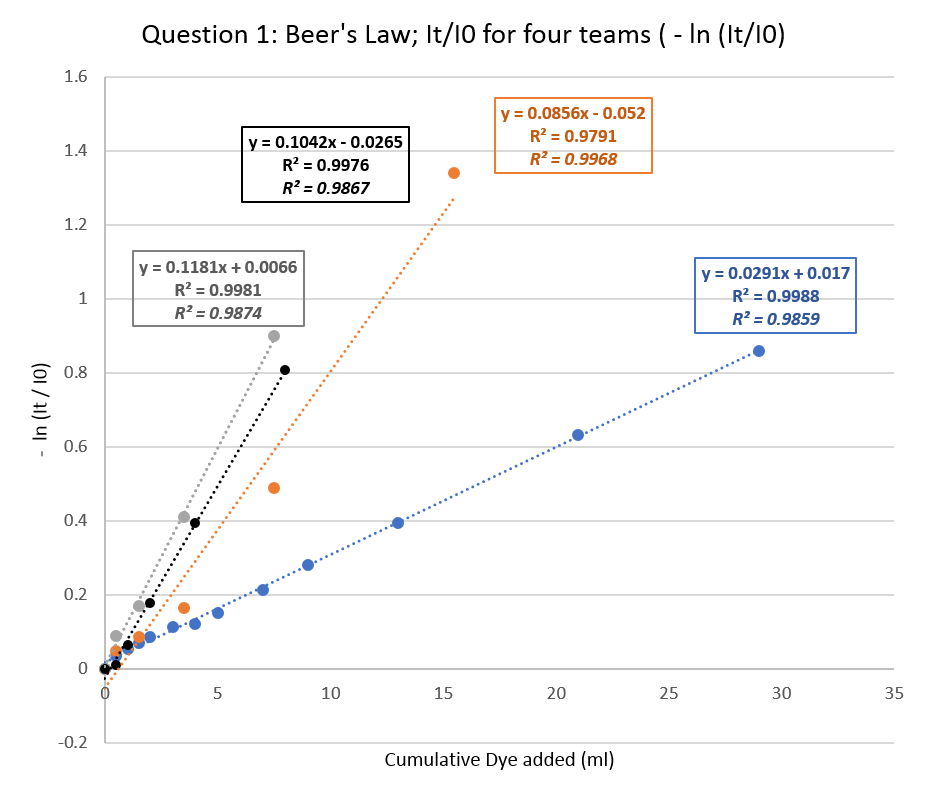 Question 1: Beer's Law; It/I0 for four teams ( - ln (It/I0)
1.6
1.4
1.2
1
0.8
0.6
0.4
0.2
0
-0.2
- ln (It / I0)
y = 0.0856x - 0.052
R² = 0.9791
R² = 0.9968
y = 0.1042x - 0.0265
R² = 0.9976
R² = 0.9867
y = 0.1181x + 0.0066
R² = 0.9981
R² = 0.9874
y = 0.0291x + 0.017
R² = 0.9988
R² = 0.9859
0 5 10 15 20 25 30 35
Cumulative Dye added (ml)